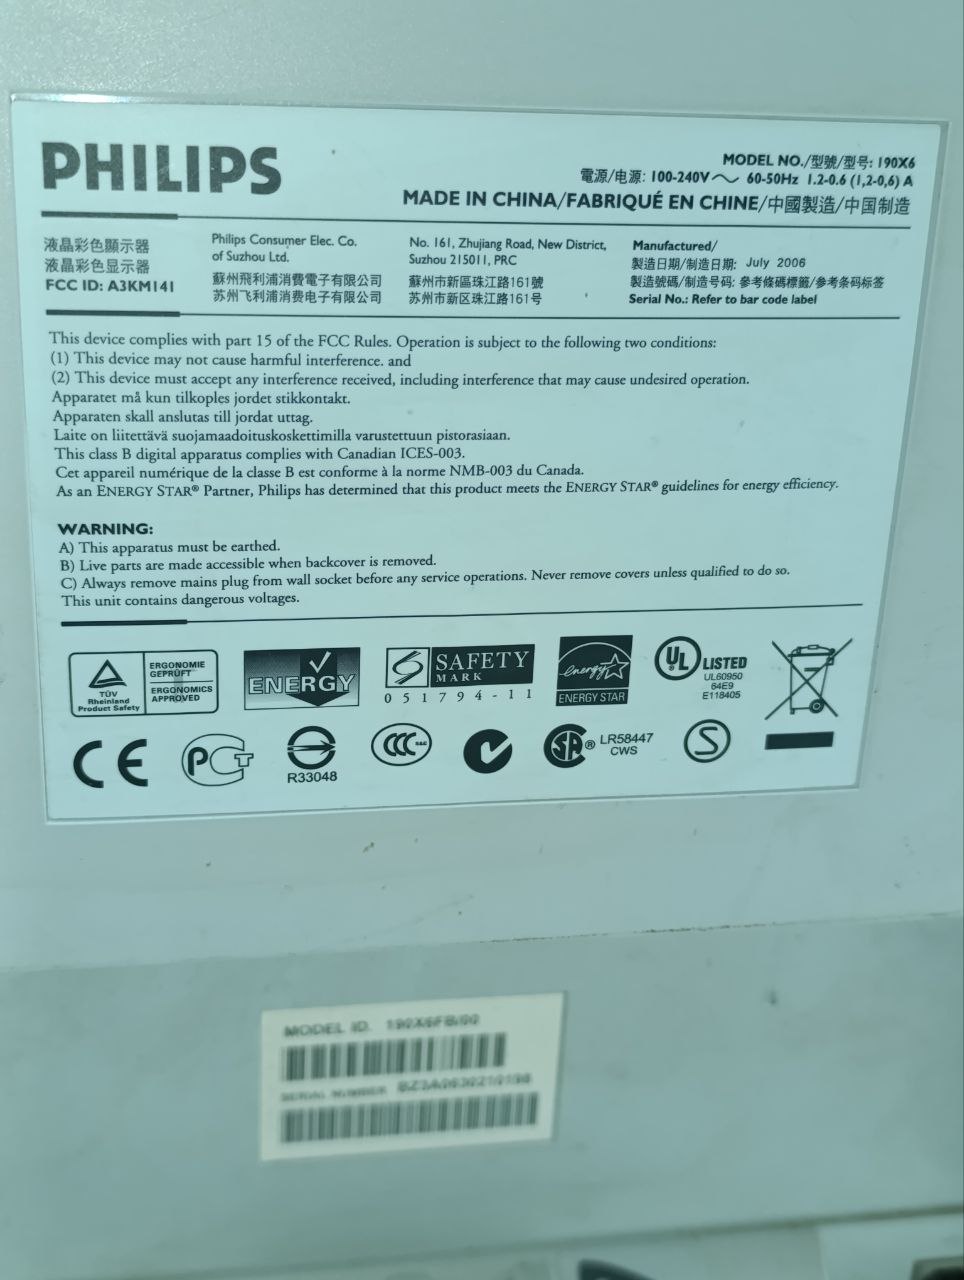 PHILIPS
MODEL NO./型號/型号: 190X6
電源/电源: 100-240V～ 60-50Hz 1.2-0.6 (1,2-0,6) A
MADE IN CHINA/FABRIQUÉ EN CHINE/中國製造/中国制造
液晶彩色顯示器
液晶彩色显示器
FCC ID: A3KM141
Philips Consumer Elec. Co.
of Suzhou Ltd.
蘇州飛利浦消費電子有限公司
苏州飞利浦消费电子有限公司
No. 161, Zhujiang Road, New District,
Suzhou 215011, PRC
蘇州市新區珠江路161號
苏州市新区珠江路161号
Manufactured/
製造日期/制造日期: July 2006
製造號碼/制造号码: 參考條碼標籤/参考条码标签
Serial No.: Refer to bar code label
This device complies with part 15 of the FCC Rules. Operation is subject to the following two conditions:
(1) This device may not cause harmful interference. and
(2) This device must accept any interference received, including interference that may cause undesired operation.
Apparatet må kun tilkoples jordet stikkontakt.
Apparaten skall anslutas till jordat uttag.
Laite on liitettävä suojamaadoituskoskettimilla varustettuun pistorasiaan.
This class B digital apparatus complies with Canadian ICES-003.
Cet appareil numérique de la classe B est conforme à la norme NMB-003 du Canada.
As an ENERGY STAR® Partner, Philips has determined that this product meets the ENERGY STAR® guidelines for energy efficiency.
WARNING:
A) This apparatus must be earthed.
B) Live parts are made accessible when backcover is removed.
C) Always remove mains plug from wall socket before any service operations. Never remove covers unless qualified to do so.
This unit contains dangerous voltages.
TÜV
Rheinland
Product Safety
ERGONOMIE
GEPRÜFT
ERGONOMICS
APPROVED
ENERGY
S SAFETY
MARK
051794-11
energy
ENERGY STAR
UL LISTED
UL60950
64E9
E118405
CE
PCT
R33048
CCC S&E
SA ® LR58447
CWS
S
MODEL ID. 190X6FB/00
SERIAL NUMBER